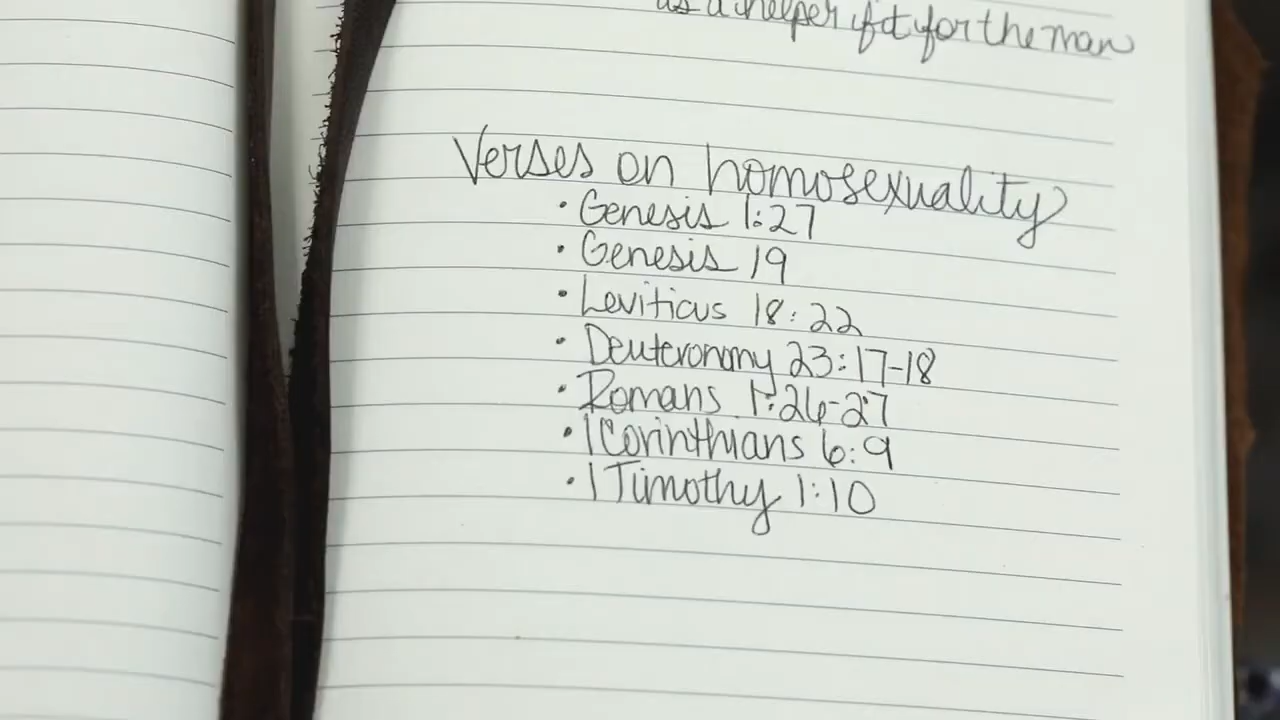 as a helper fit for the man
Verses on homosexuality
• Genesis 1:27
• Genesis 19
• Leviticus 18:22
• Deuteronomy 23:17-18
• Romans 1:26-27
• 1 Corinthians 6:9
• 1 Timothy 1:10